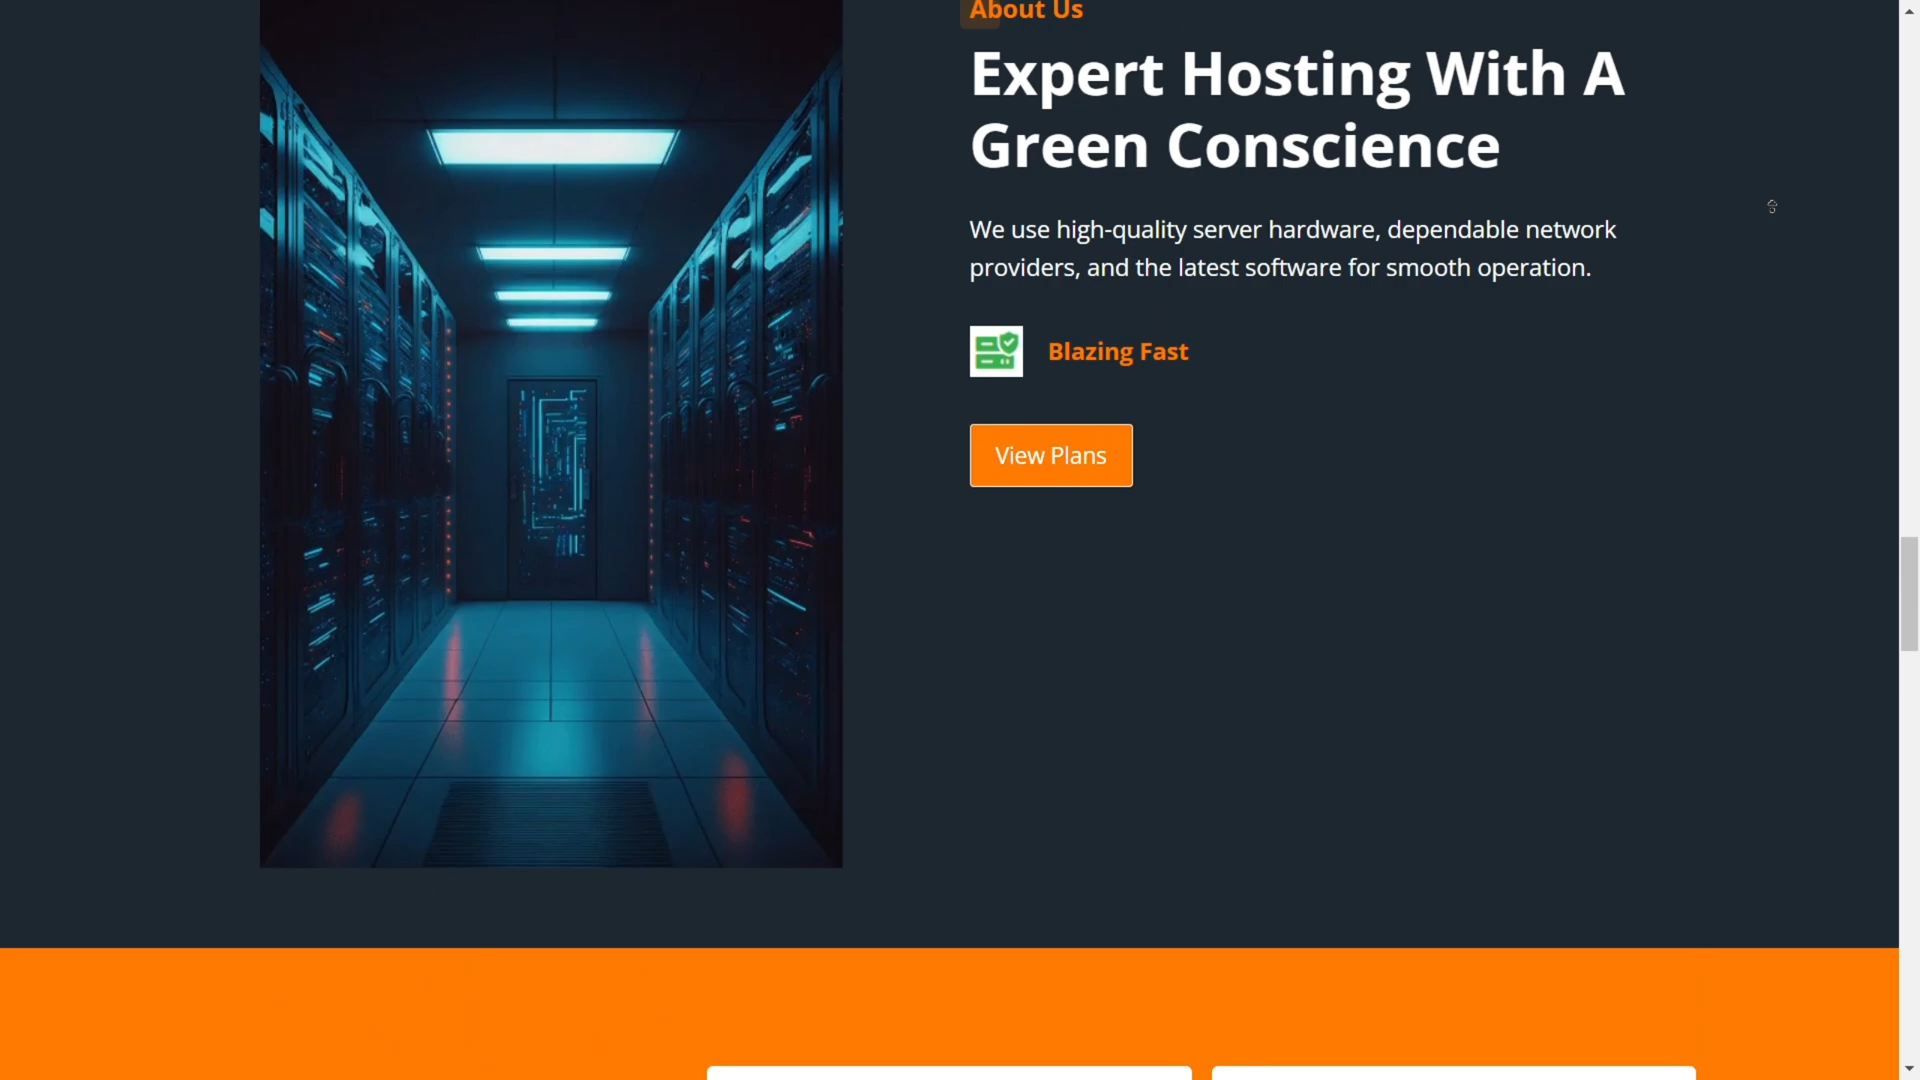 About Us
Expert Hosting With A
Green Conscience
We use high-quality server hardware, dependable network
providers, and the latest software for smooth operation.
Blazing Fast
View Plans